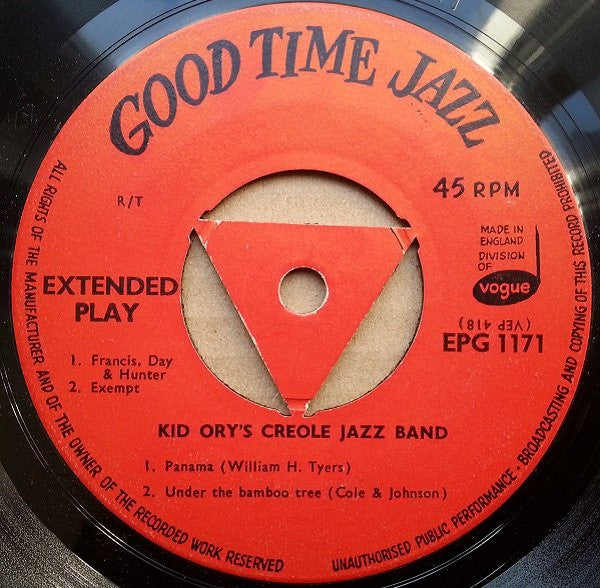 GOOD TIME JAZZ
R/T
45 RPM
MADE IN
ENGLAND
DIVISION
OF
vogue
EXTENDED
PLAY
(VEP 418)
EPG 1171
1. Francis, Day
& Hunter
2. Exempt
KID ORY'S CREOLE JAZZ BAND
1. Panama (William H. Tyers)
2. Under the bamboo tree (Cole & Johnson)
ALL RIGHTS OF THE MANUFACTURER AND OF THE OWNER OF THE RECORDED WORK RESERVED
UNAUTHORISED PUBLIC PERFORMANCE • BROADCASTING AND COPYING OF THIS RECORD PROHIBITED